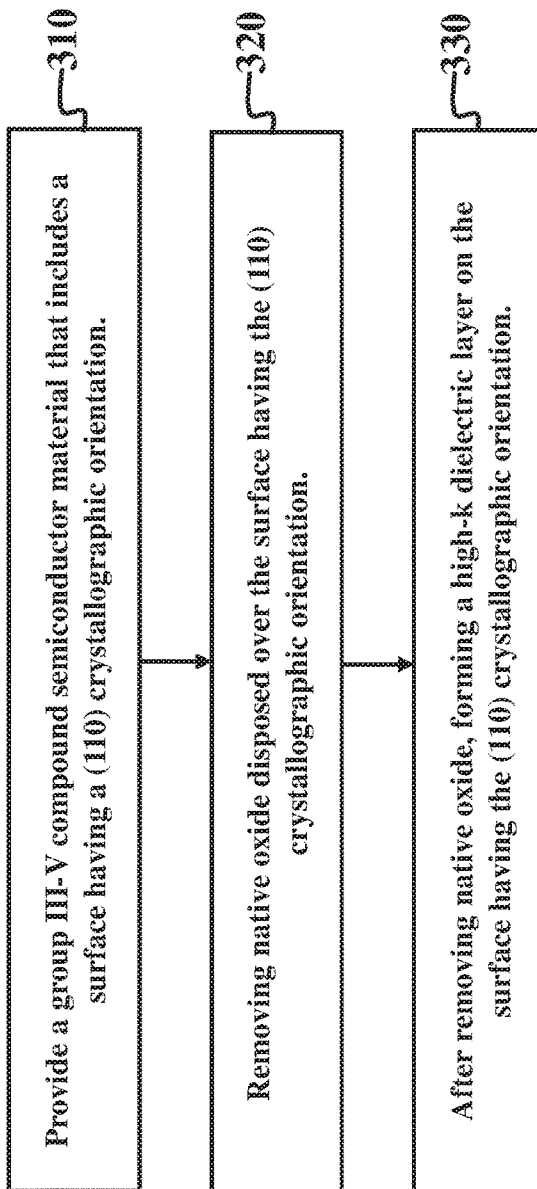 Provide a group III-V compound semiconductor material that includes a
surface having a (110) crystallographic orientation.
310
Removing native oxide disposed over the surface having the (110)
crystallographic orientation.
320
After removing native oxide, forming a high-k dielectric layer on the
surface having the (110) crystallographic orientation.
330